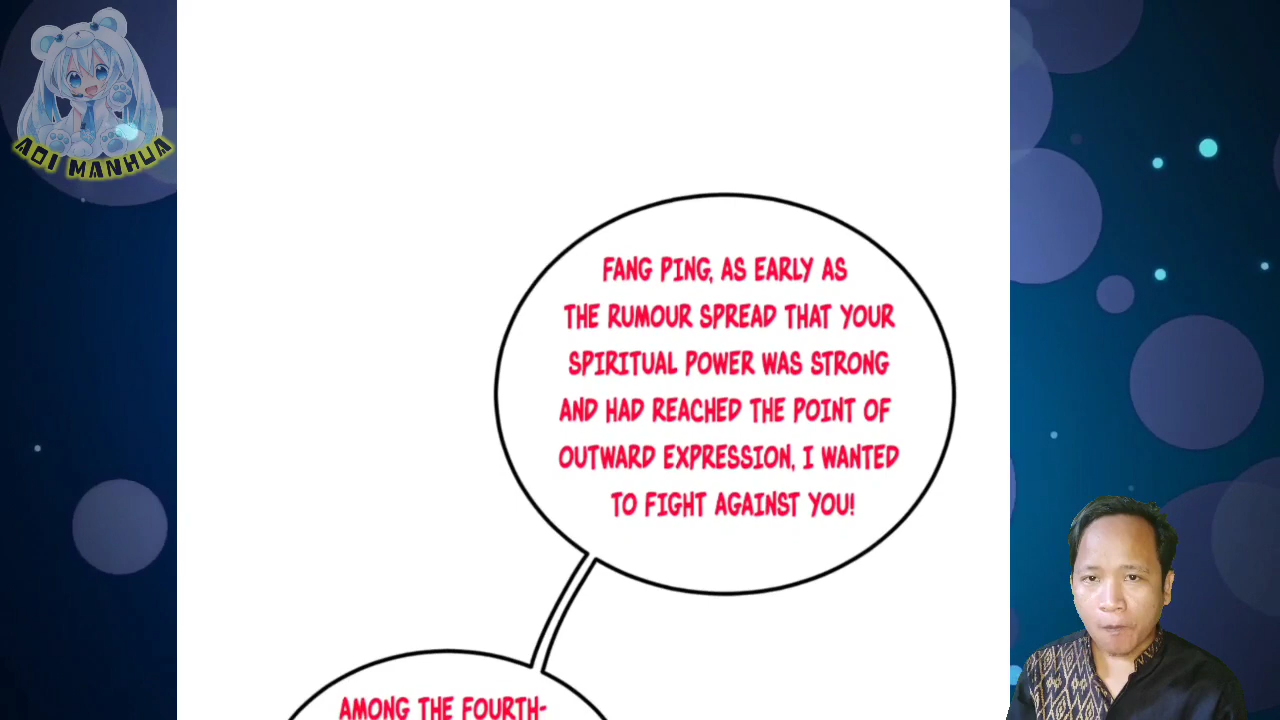 AOI MANHUA
FANG PING, AS EARLY AS
THE RUMOUR SPREAD THAT YOUR
SPIRITUAL POWER WAS STRONG
AND HAD REACHED THE POINT OF
OUTWARD EXPRESSION, I WANTED
TO FIGHT AGAINST YOU!
AMONG THE FOURTH-